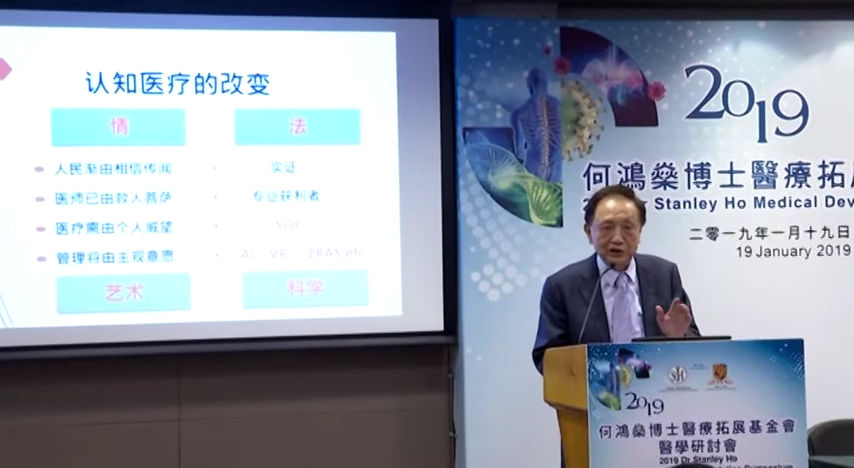 认知医疗的改变
情
法
人民渐由相信传闻
实证
医师已由救人菩萨
专业获利者
医疗需由个人威望
SOP
管理将由主观意愿
AI VR ERAS etc
艺术
科学
2019
何鴻燊博士醫療拓展
Stanley Ho Medical Dev
二零一九年一月十九日
19 January 2019
2019
何鴻燊博士醫療拓展基金會
醫學研討會
2019 Dr Stanley Ho